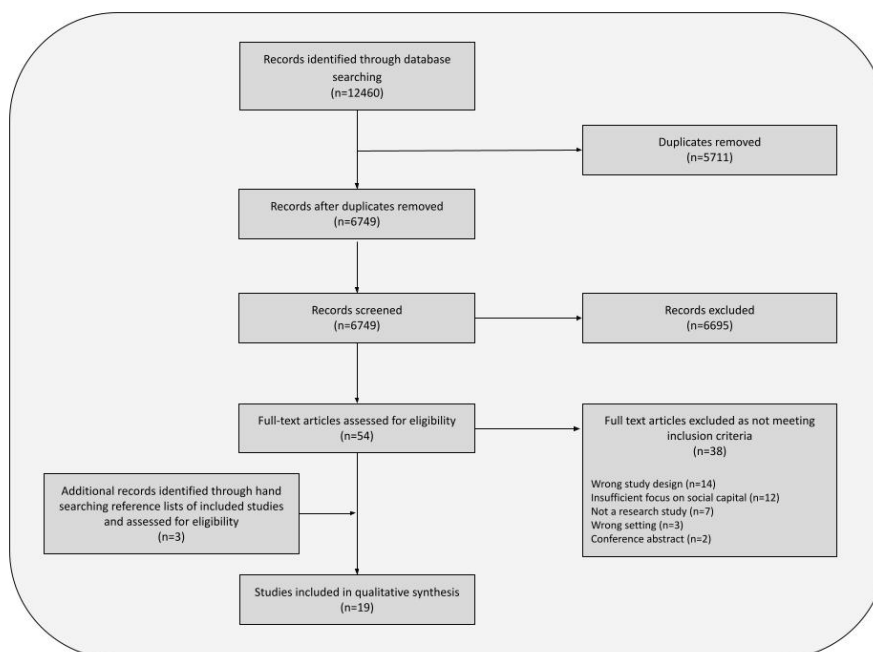 Records identified through database
searching
(n=12460)
Duplicates removed
(n=5711)
Records after duplicates removed
(n=6749)
Records screened
(n=6749)
Records excluded
(n=6695)
Full-text articles assessed for eligibility
(n=54)
Full text articles excluded as not meeting
inclusion criteria
(n=38)
Wrong study design (n=14)
Insufficient focus on social capital (n=12)
Not a research study (n=7)
Wrong setting (n=3)
Conference abstract (n=2)
Additional records identified through hand
searching reference lists of included studies
and assessed for eligibility
(n=3)
Studies included in qualitative synthesis
(n=19)